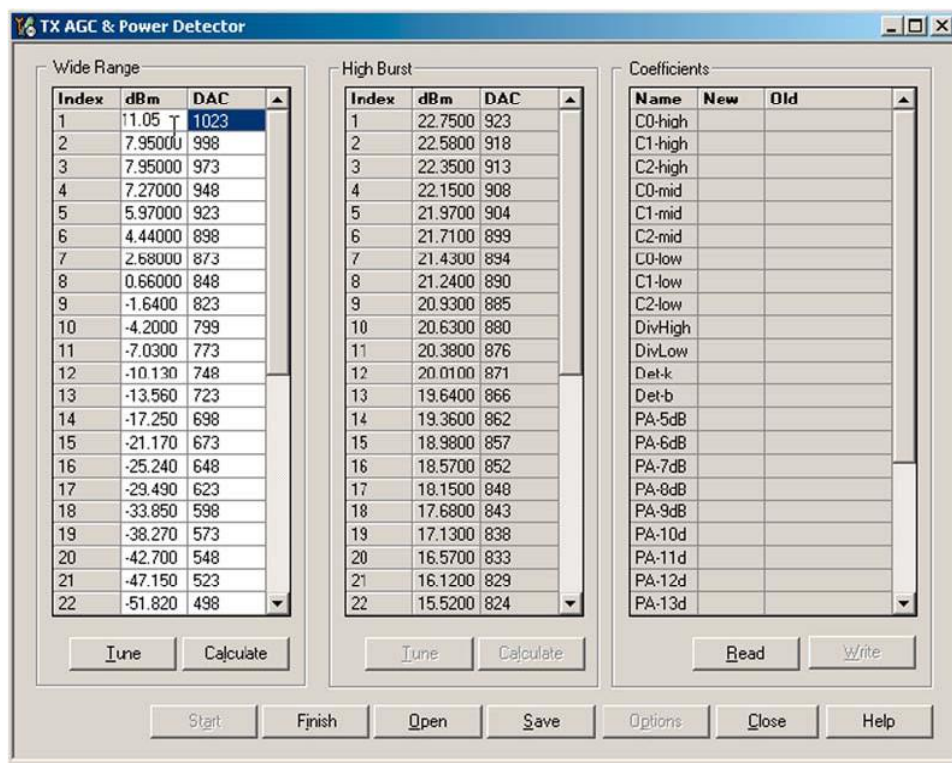 TX AGC & Power Detector
Wide Range
Index dBm DAC
1 11.05 1023
2 7.95000 998
3 7.95000 973
4 7.27000 948
5 5.97000 923
6 4.44000 898
7 2.68000 873
8 0.66000 848
9 -1.6400 823
10 -4.2000 799
11 -7.0300 773
12 -10.130 748
13 -13.560 723
14 -17.250 698
15 -21.170 673
16 -25.240 648
17 -29.490 623
18 -33.850 598
19 -38.270 573
20 -42.700 548
21 -47.150 523
22 -51.820 498
Tune Calculate
High Burst
Index dBm DAC
1 22.7500 923
2 22.5800 918
3 22.3500 913
4 22.1500 908
5 21.9700 904
6 21.7100 899
7 21.4300 894
8 21.2400 890
9 20.9300 885
10 20.6300 880
11 20.3800 876
12 20.0100 871
13 19.6400 866
14 19.3600 862
15 18.9800 857
16 18.5700 852
17 18.1500 848
18 17.6800 843
19 17.1300 838
20 16.5700 833
21 16.1200 829
22 15.5200 824
Tune Calculate
Coefficients
Name New Old
C0-high
C1-high
C2-high
C0-mid
C1-mid
C2-mid
C0-low
C1-low
C2-low
DivHigh
DivLow
Det-k
Det-b
PA-5dB
PA-6dB
PA-7dB
PA-8dB
PA-9dB
PA-10d
PA-11d
PA-12d
PA-13d
Read Write
Start Finish Open Save Options Close Help